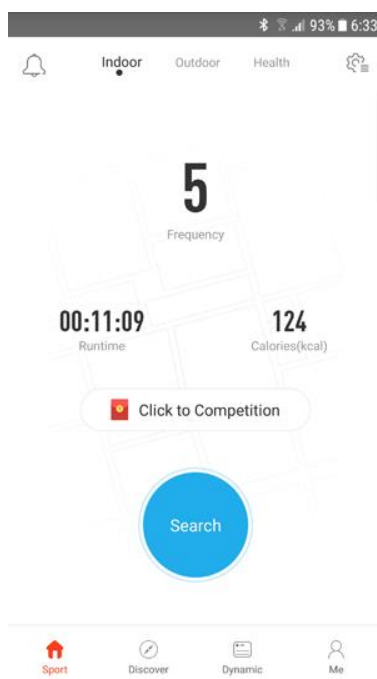 93% 6:33
Indoor Outdoor Health
5
Frequency
00:11:09 124
Runtime Calories(kcal)
Click to Competition
Search
Sport Discover Dynamic Me